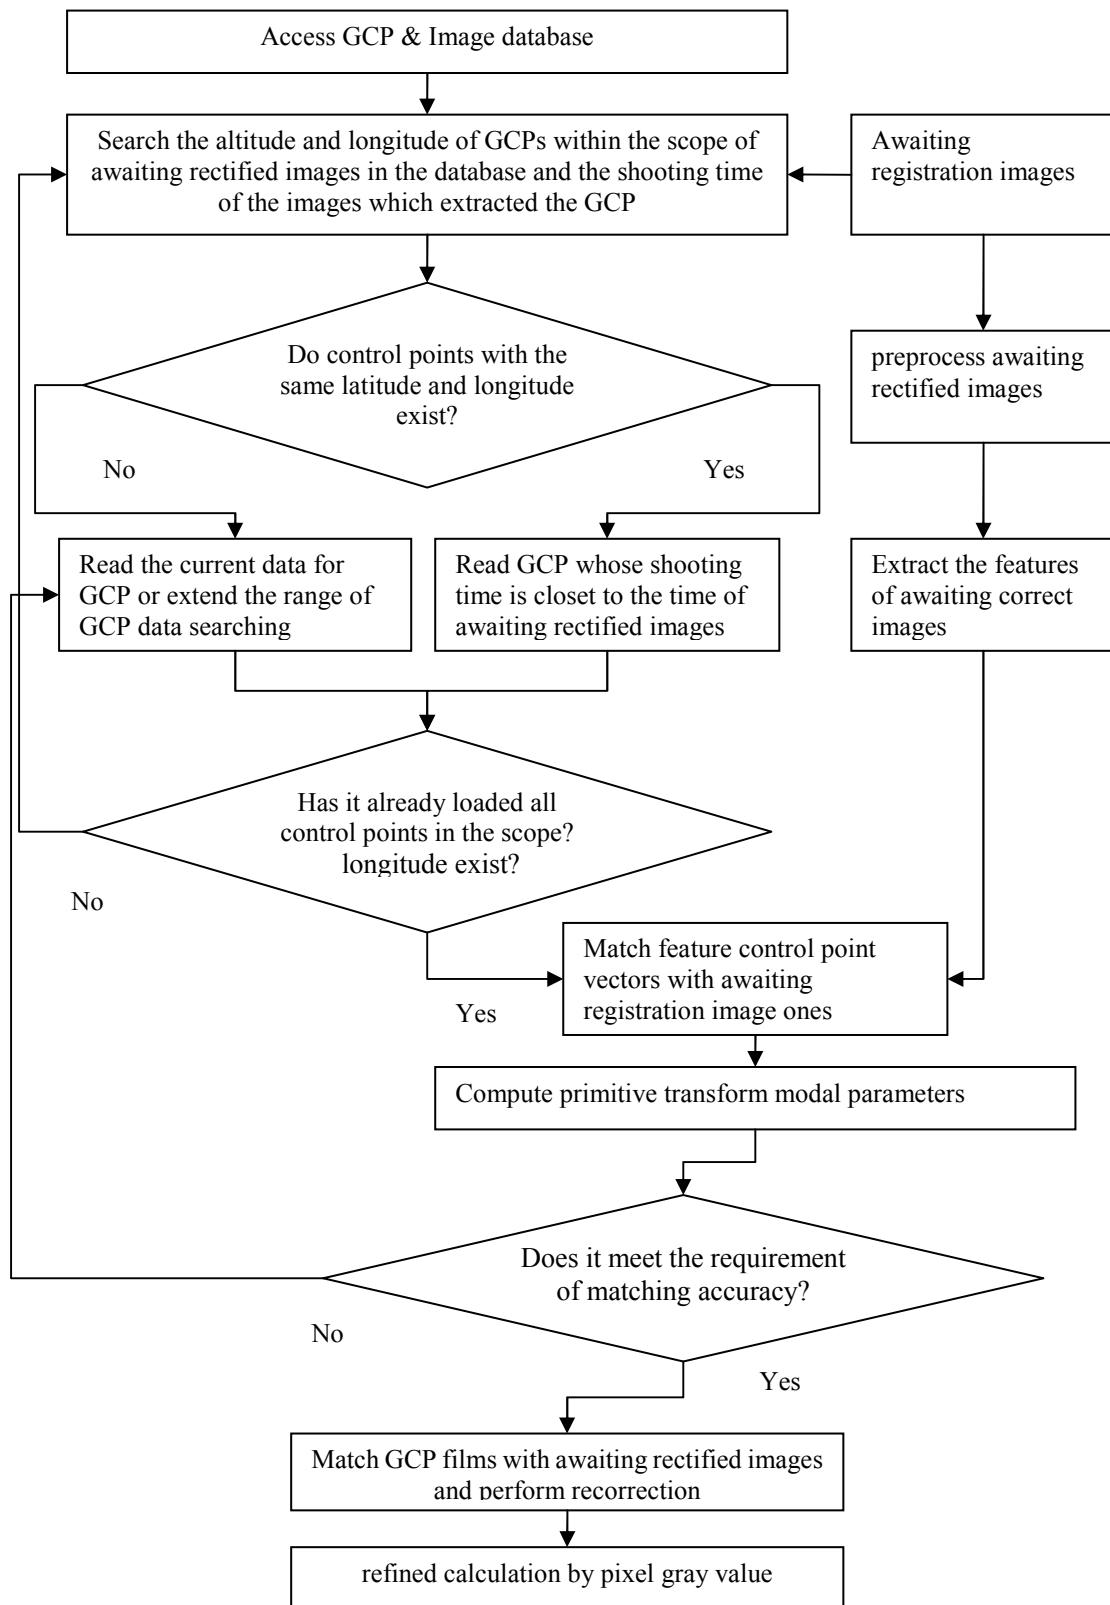 Access GCP & Image database
Search the altitude and longitude of GCPs within the scope of
awaiting rectified images in the database and the shooting time
of the images which extracted the GCP
Awaiting
registration images
Do control points with the
same latitude and longitude
exist?
preprocess awaiting
rectified images
No
Yes
Read the current data for
GCP or extend the range of
GCP data searching
Read GCP whose shooting
time is closet to the time of
awaiting rectified images
Extract the features
of awaiting correct
images
Has it already loaded all
control points in the scope?
longitude exist?
No
Yes
Match feature control point
vectors with awaiting
registration image ones
Compute primitive transform modal parameters
Does it meet the requirement
of matching accuracy?
No
Yes
Match GCP films with awaiting rectified images
and perform recorrection
refined calculation by pixel gray value